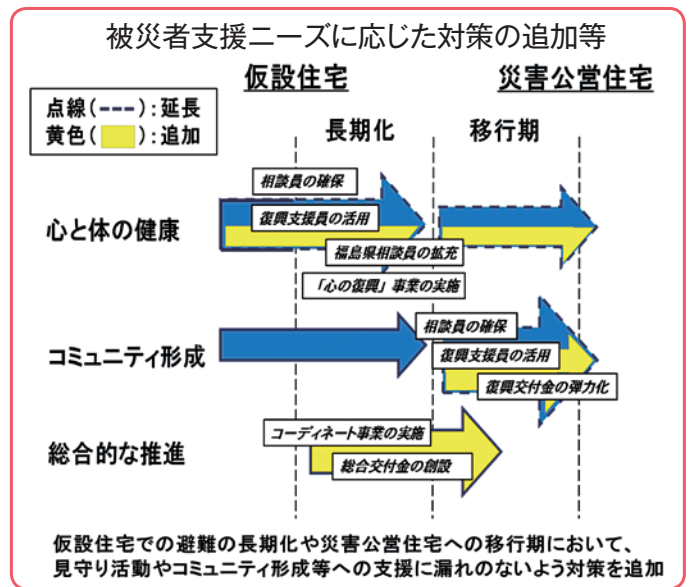 被災者支援ニーズに応じた対策の追加等
仮設住宅
災害公営住宅
点線(---):延長
黄色( ):追加
長期化
移行期
心と体の健康
相談員の確保
復興支援員の活用
福島県相談員の拡充
「心の復興」事業の実施
コミュニティ形成
相談員の確保
復興支援員の活用
復興交付金の弾力化
総合的な推進
コーディネート事業の実施
総合交付金の創設
仮設住宅での避難の長期化や災害公営住宅への移行期において、
見守り活動やコミュニティ形成等への支援に漏れのないよう対策を追加